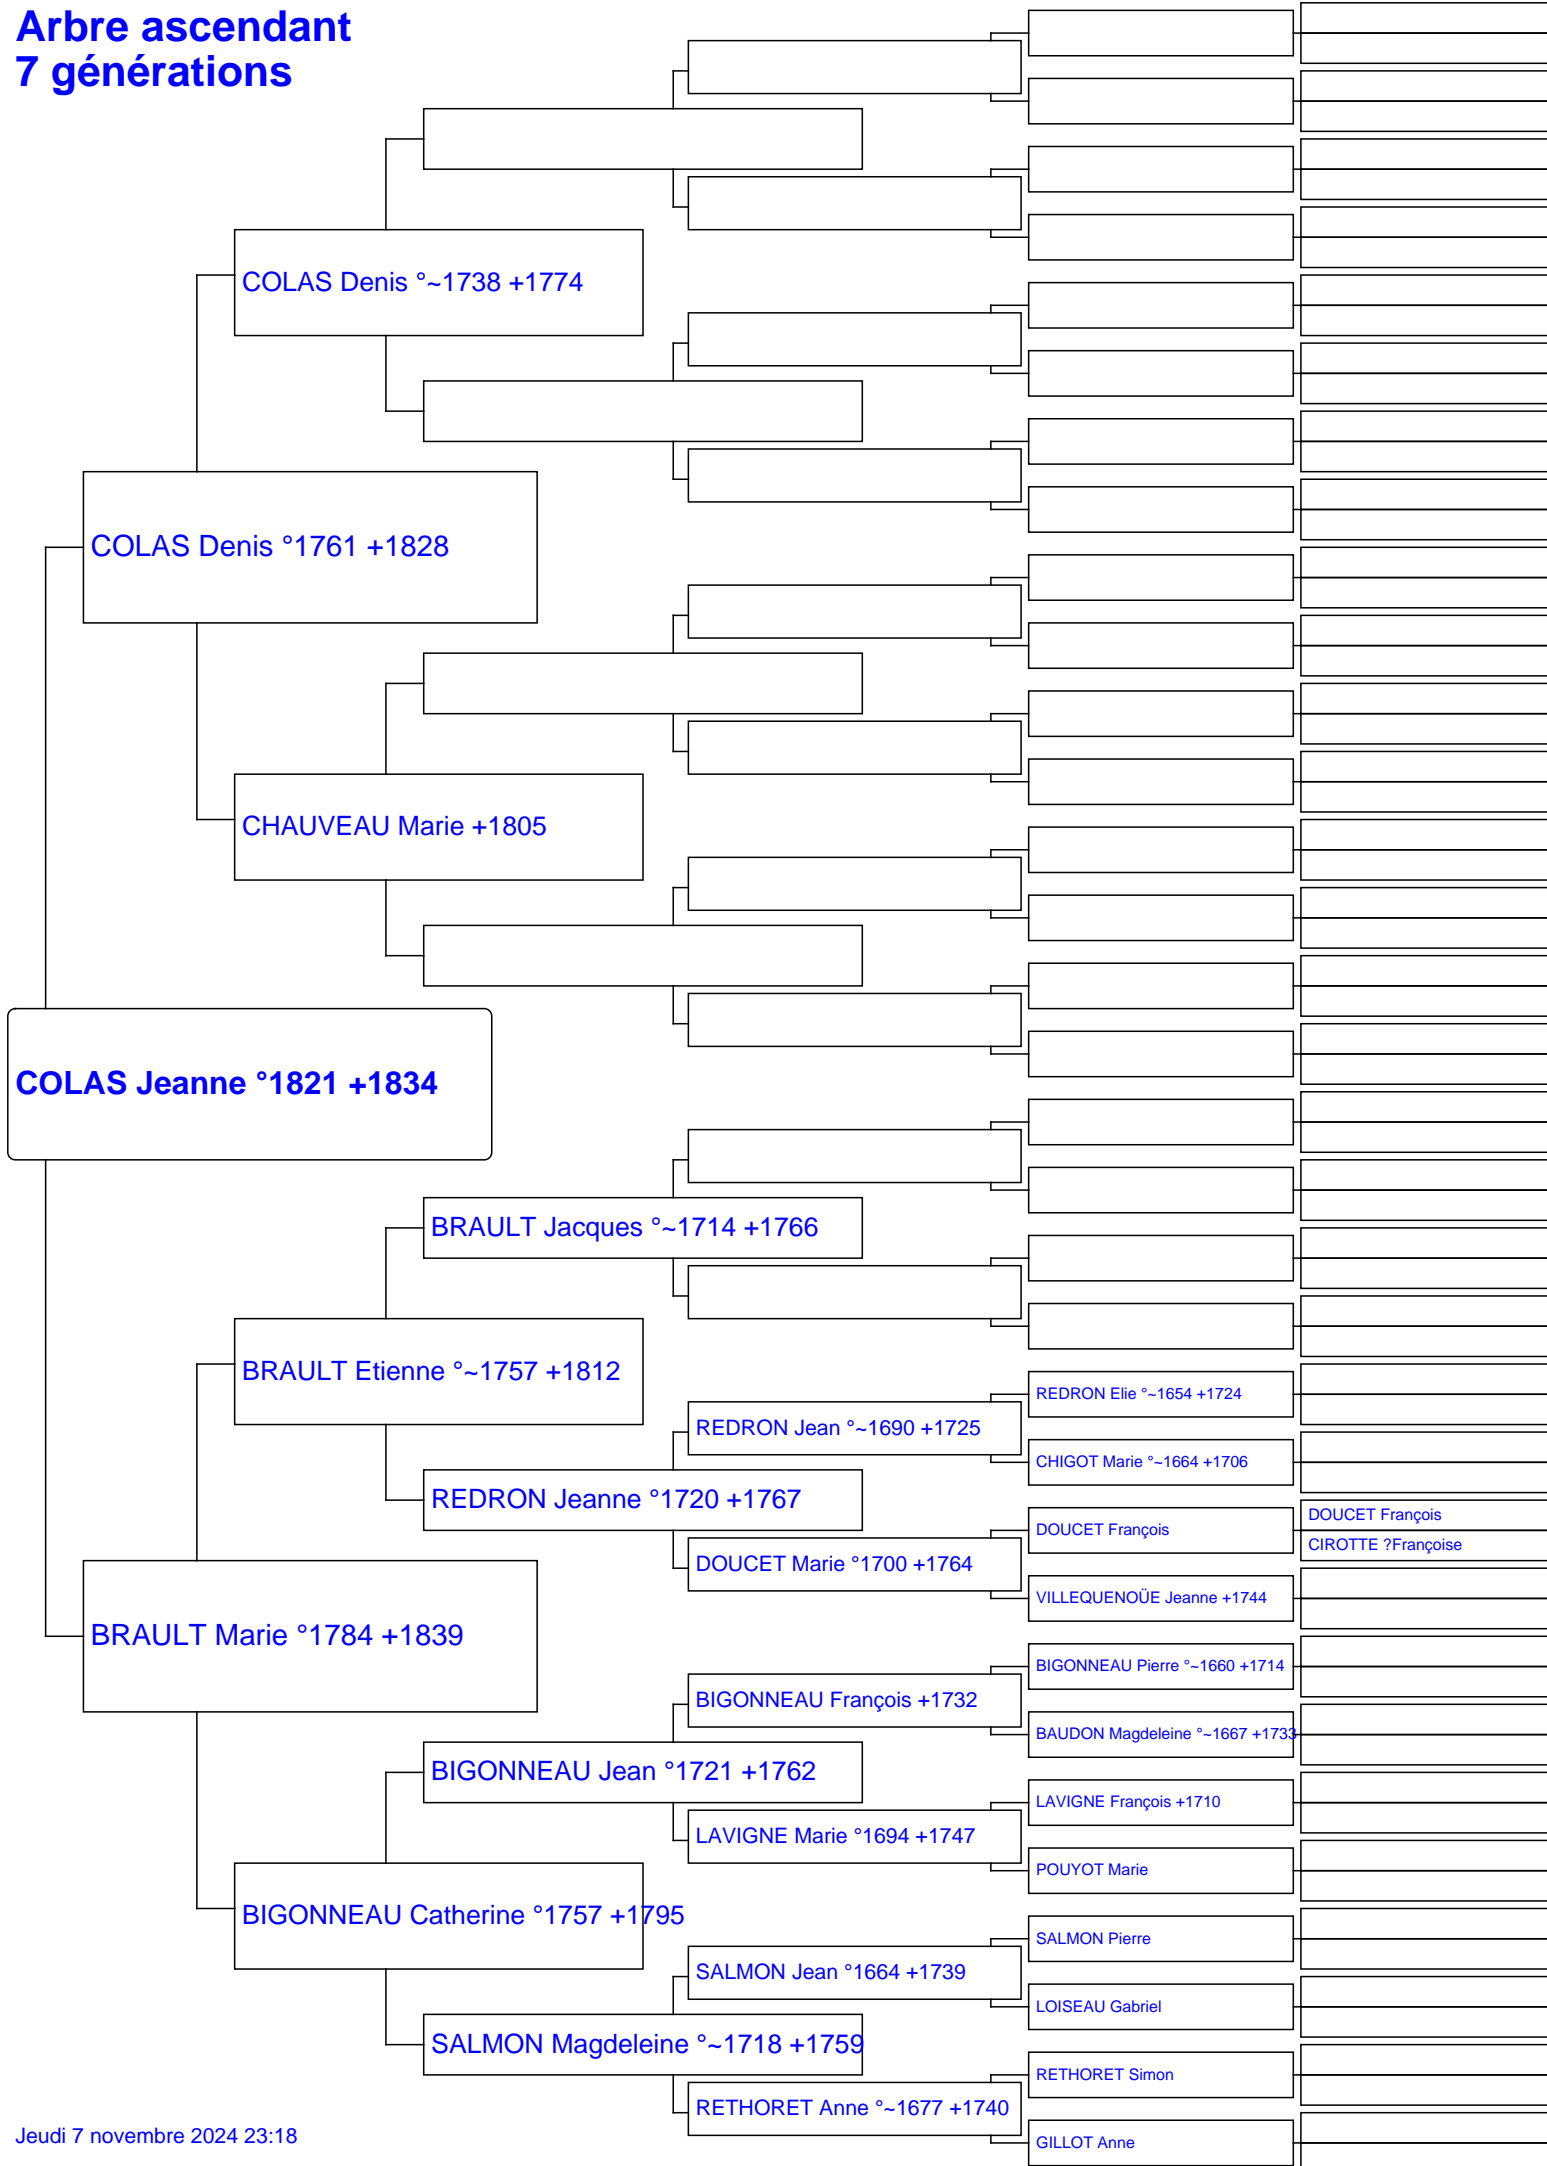 Arbre ascendant
7 générations
COLAS Denis °~1738 +1774
COLAS Denis °1761 +1828
CHAUVEAU Marie +1805
COLAS Jeanne °1821 +1834
BRAULT Jacques °~1714 +1766
BRAULT Etienne °~1757 +1812
REDRON Elie °~1654 +1724
REDRON Jean °~1690 +1725
CHIGOT Marie °~1664 +1706
REDRON Jeanne °1720 +1767
DOUCET François
DOUCET François
CIROTTE ?Françoise
DOUCET Marie °1700 +1764
VILLEQUENOÜE Jeanne +1744
BRAULT Marie °1784 +1839
BIGONNEAU Pierre °~1660 +1714
BIGONNEAU François +1732
BAUDON Magdeleine °~1667 +1733
BIGONNEAU Jean °1721 +1762
LAVIGNE François +1710
LAVIGNE Marie °1694 +1747
POUYOT Marie
BIGONNEAU Catherine °1757 +1795
SALMON Pierre
SALMON Jean °1664 +1739
LOISEAU Gabriel
SALMON Magdeleine °~1718 +1759
RETHORET Simon
RETHORET Anne °~1677 +1740
GILLOT Anne
Jeudi 7 novembre 2024 23:18